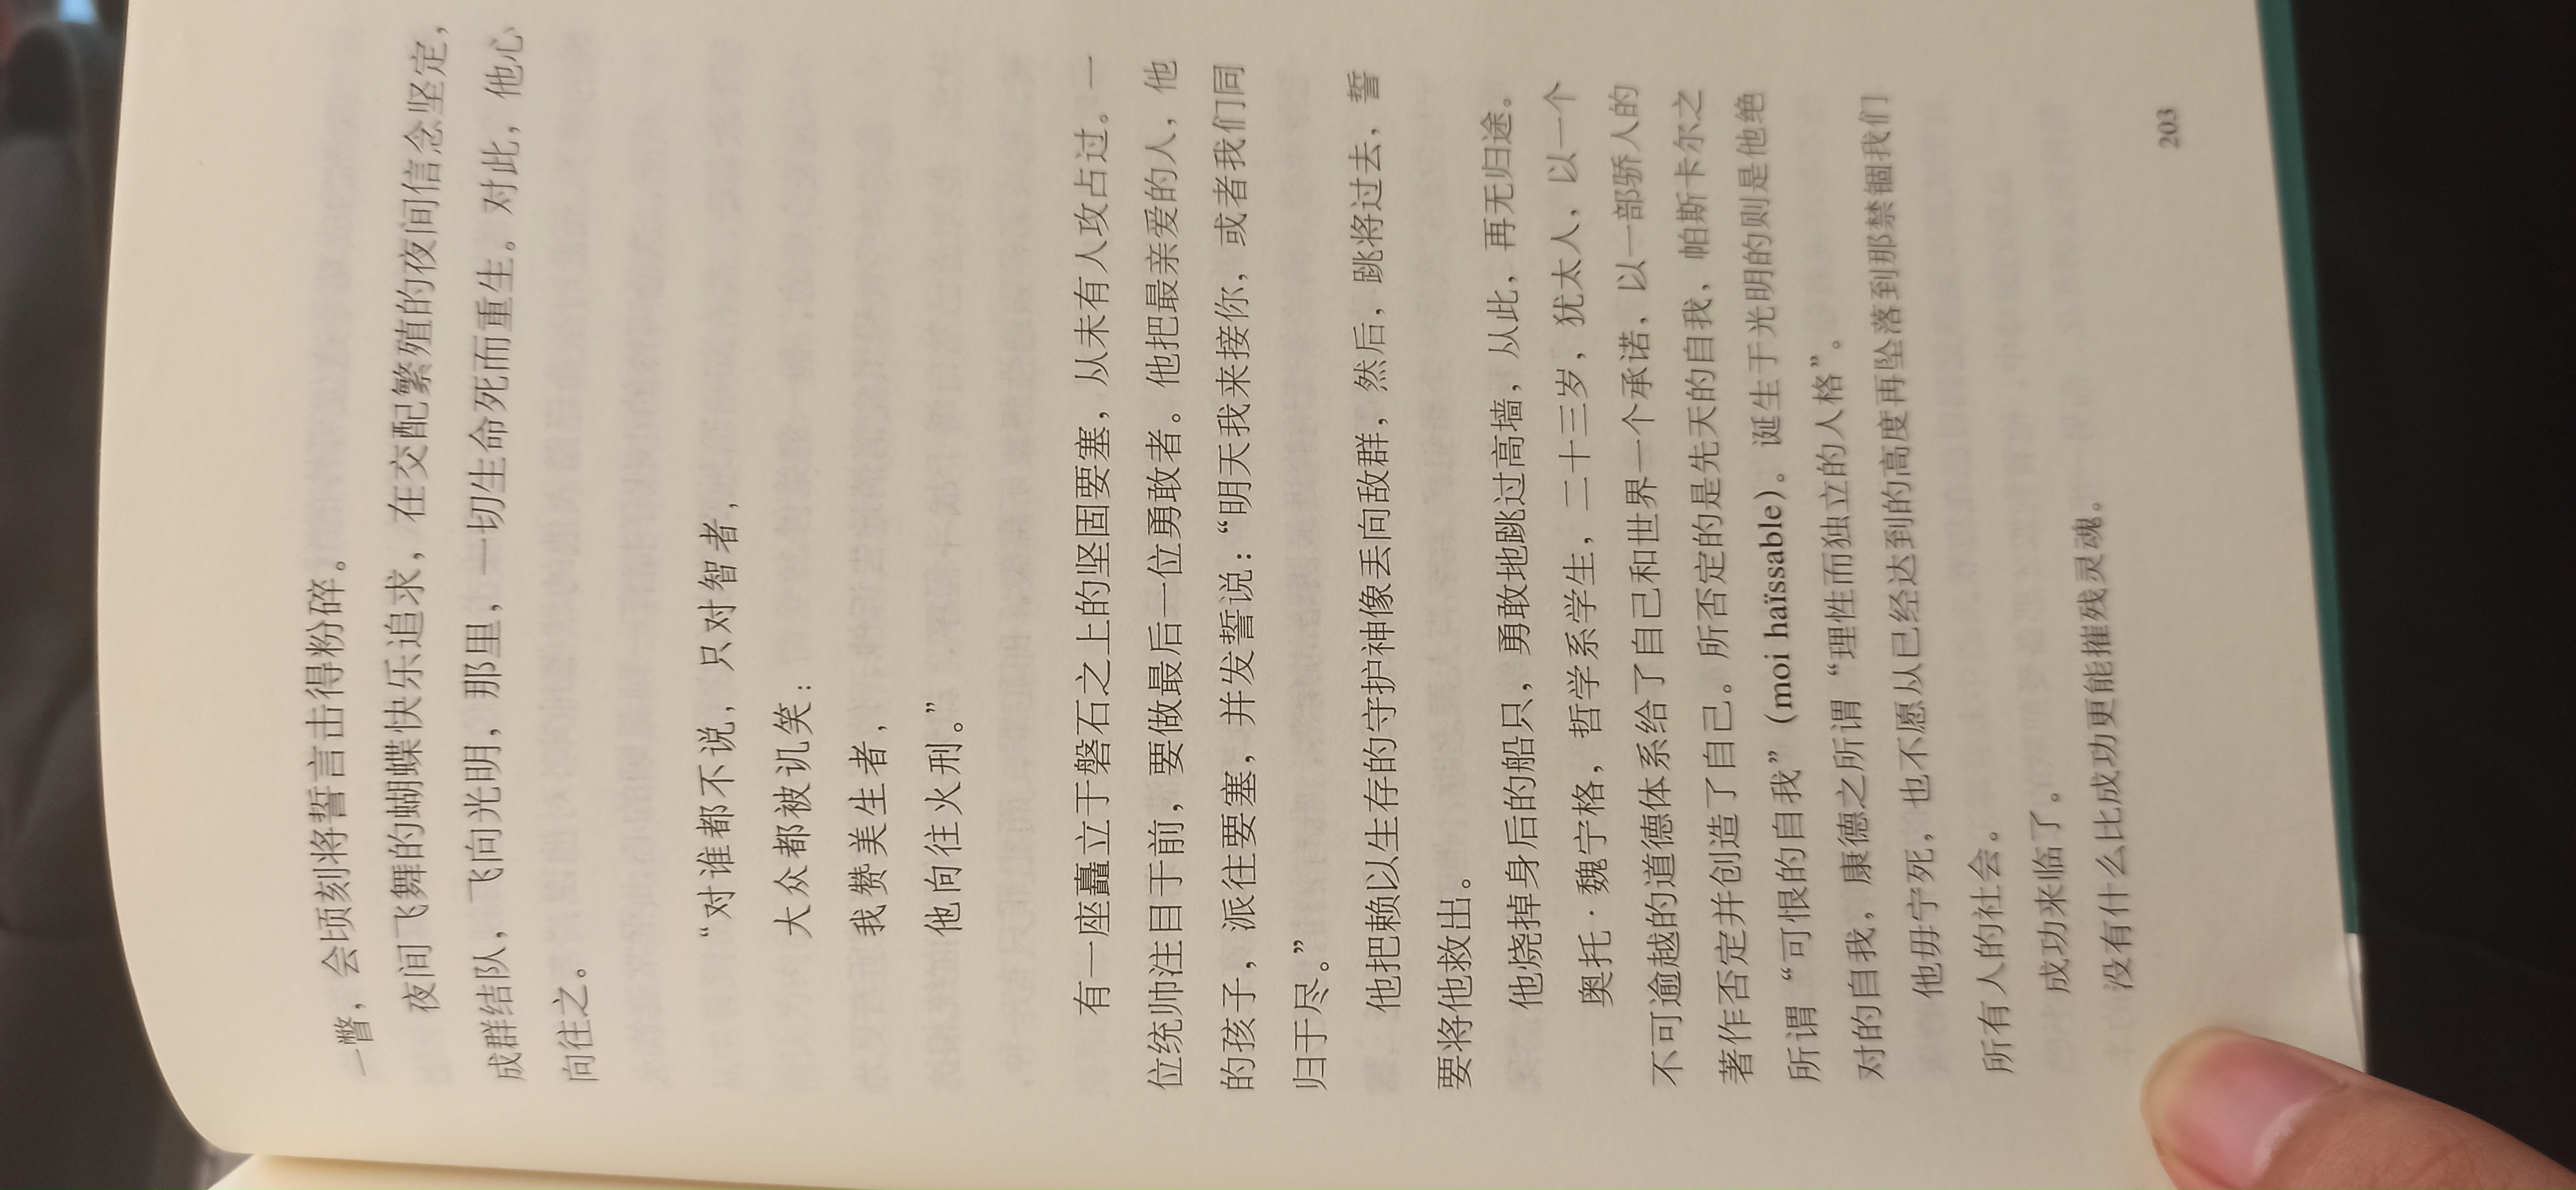 一瞥，会顷刻将誓言击得粉碎。
夜间飞舞的蝴蝶快乐追求，在交配繁殖的夜间信念坚定，
成群结队，飞向光明，那里，一切生命死而重生。对此，他心
向往之。
“对谁都不说，只对智者，
大众都被讥笑：
我赞美生者，
他向往火刑。”
有一座矗立于磐石之上的坚固要塞，从未有人攻占过。一
位统帅注目于前，要做最后一位勇敢者。他把最亲爱的人，他
的孩子，派往要塞，并发誓说：“明天我来接你，或者我们同
归于尽。”
他把赖以生存的守护神像丢向敌群，然后，跳将过去，誓
要将他救出。
他烧掉身后的船只，勇敢地跳过高墙，从此，再无归途。
奥托·魏宁格，哲学系学生，二十三岁，犹太人，以一个
不可逾越的道德体系给了自己和世界一个承诺，以一部骄人的
著作否定并创造了自己。所否定的是先天的自我，帕斯卡尔之
所谓“可恨的自我”（moi haïssable）。诞生于光明的则是他绝
对的自我，康德之所谓“理性而独立的人格”。
他毋宁死，也不愿从已经达到的高度再坠落到那禁锢我们
所有人的社会。
成功来临了。
没有什么比成功更能摧残灵魂。
203